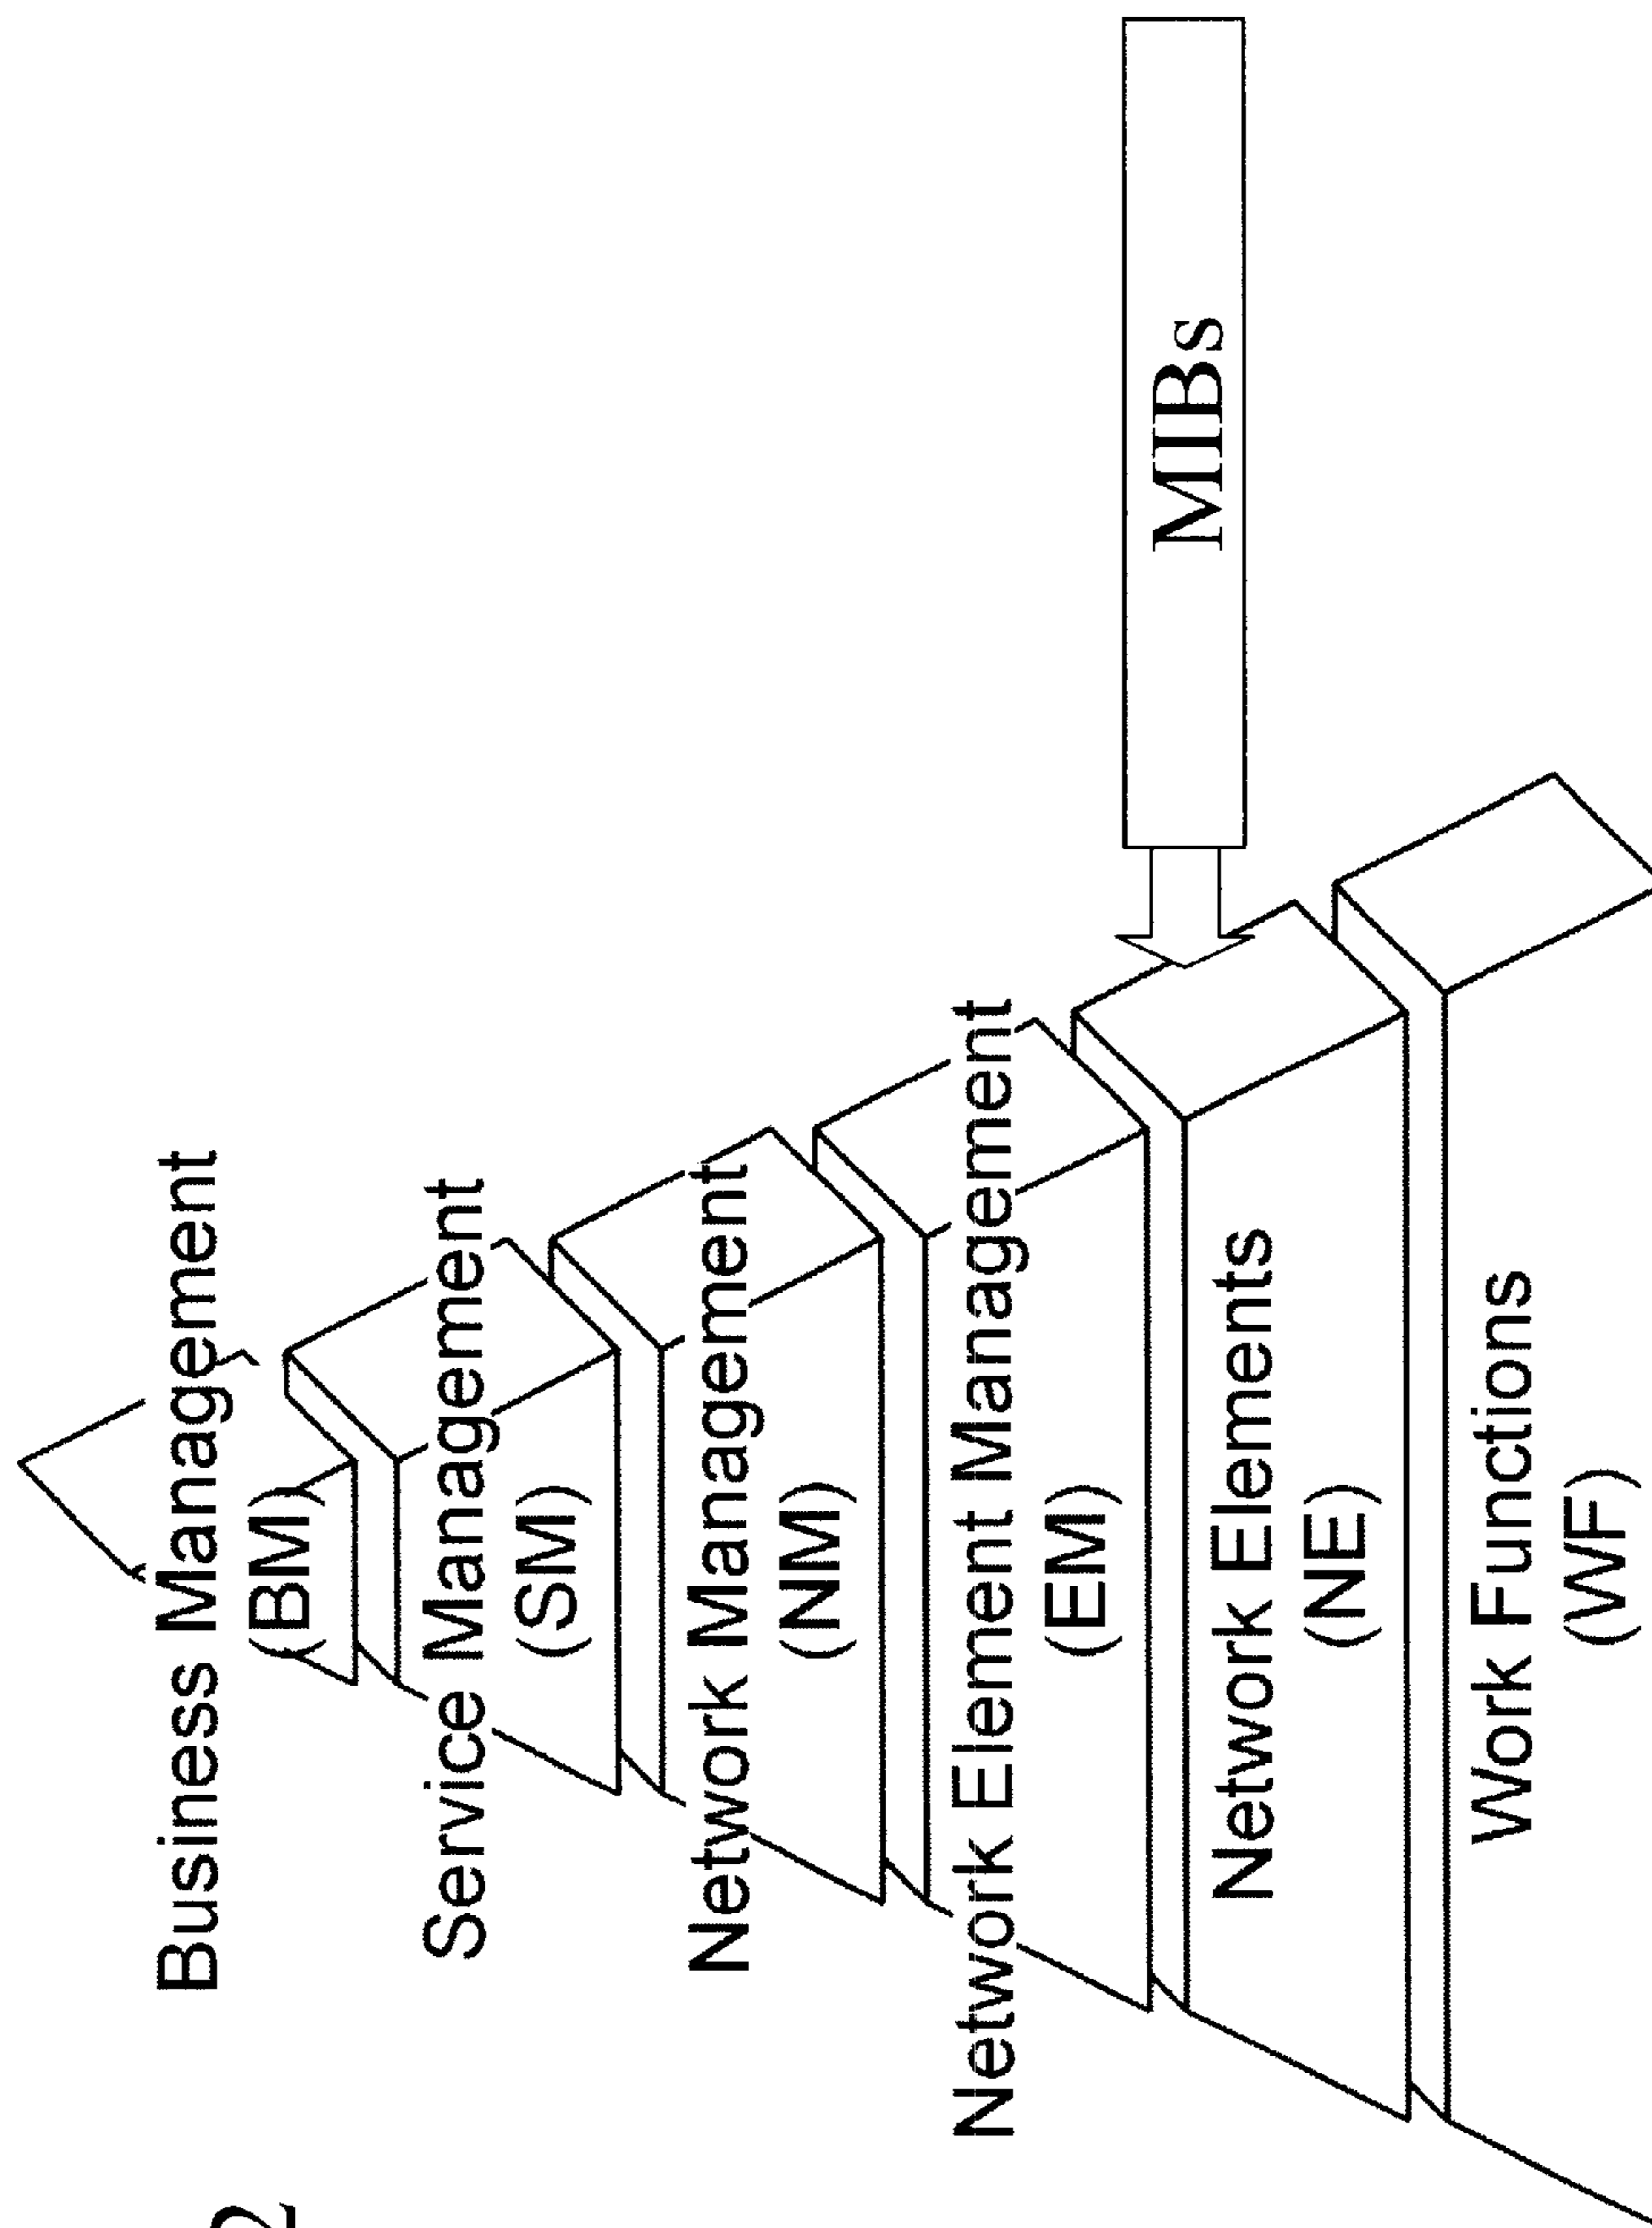 Business Management
(BM)
Service Management
(SM)
Network Management
(NM)
Network Element Management
(EM)
Network Elements
(NE)
Work Functions
(WF)
MIBs
2